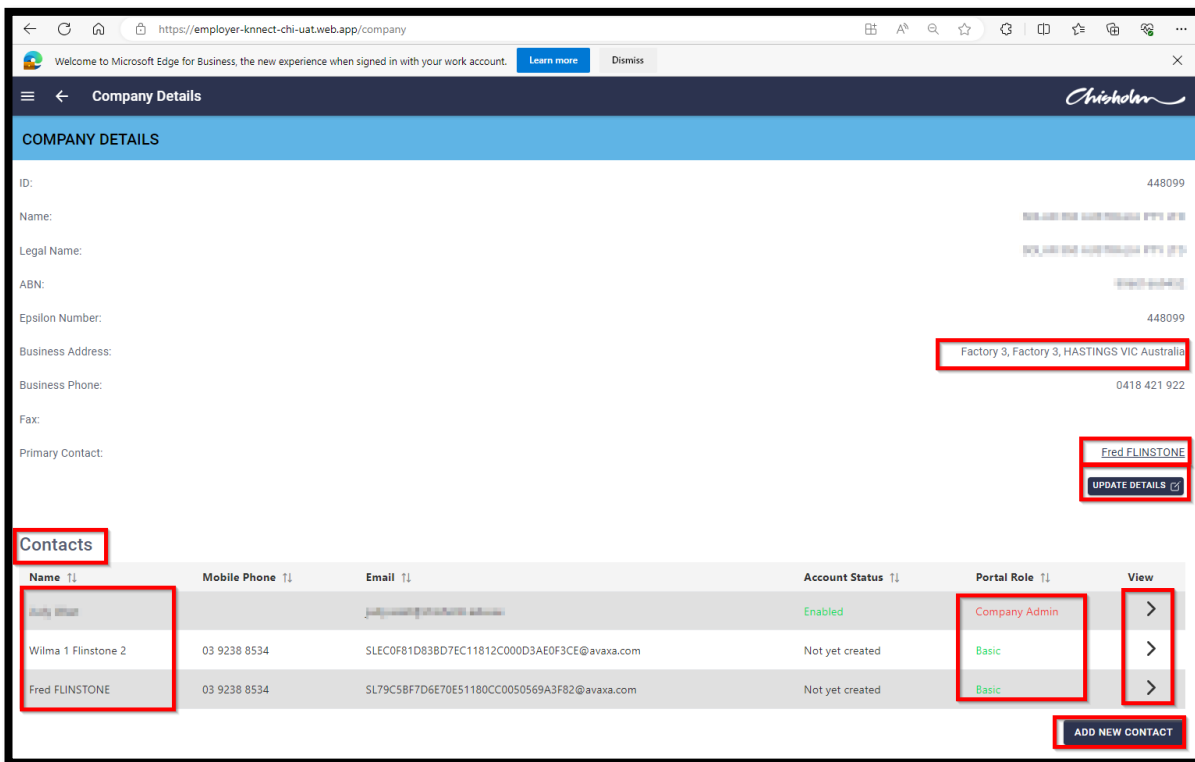 https://employer-knnect-chi-uat.web.app/company
Welcome to Microsoft Edge for Business, the new experience when signed in with your work account. Learn more Dismiss
Company Details Chisholm
COMPANY DETAILS
ID: 448099
Name:
Legal Name:
ABN:
Epsilon Number: 448099
Business Address: Factory 3, Factory 3, HASTINGS VIC Australia
Business Phone: 0418 421 922
Fax:
Primary Contact: Fred FLINSTONE
UPDATE DETAILS
Contacts
Name Mobile Phone Email Account Status Portal Role View
Enabled Company Admin
Wilma 1 Flinstone 2 03 9238 8534 SLEC0F81D83BD7EC11812C000D3AE0F3CE@avaxa.com Not yet created Basic
Fred FLINSTONE 03 9238 8534 SL79C5BF7D6E70E51180CC0050569A3F82@avaxa.com Not yet created Basic
ADD NEW CONTACT